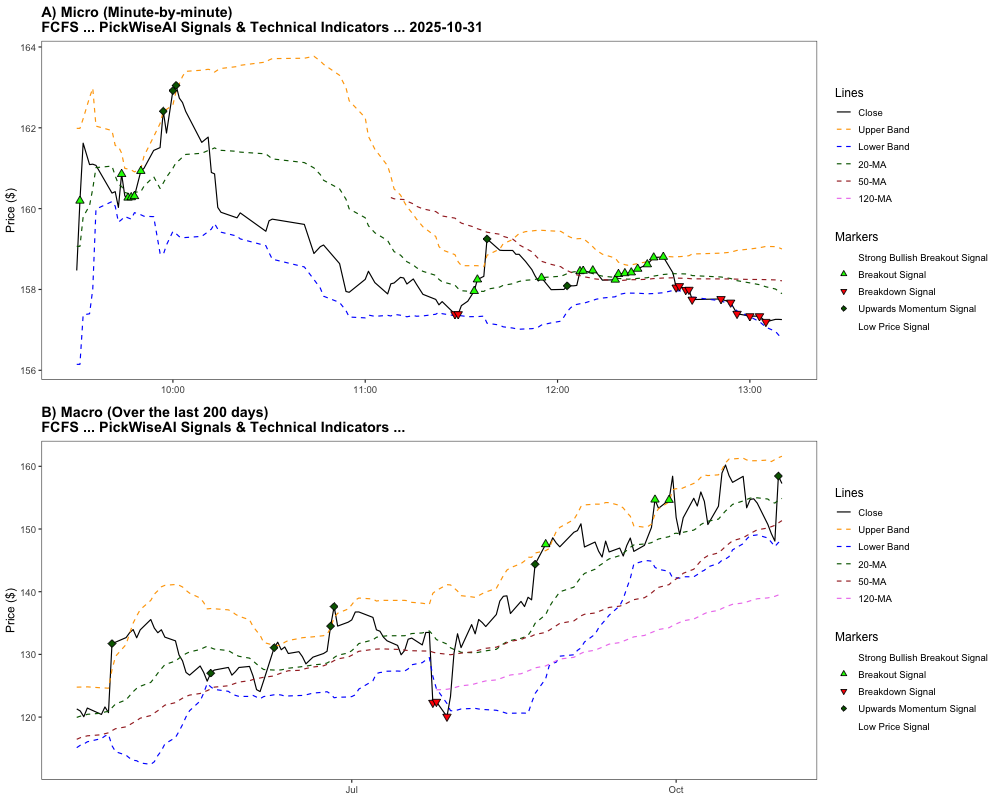 A) Micro (Minute-by-minute)
FCFS ... PickWiseAI Signals & Technical Indicators ... 2025-10-31
164
162
160
158
156
Price ($)
10:00
11:00
12:00
13:00
Lines
Close
Upper Band
Lower Band
20-MA
50-MA
120-MA
Markers
Strong Bullish Breakout Signal
Breakout Signal
Breakdown Signal
Upwards Momentum Signal
Low Price Signal
B) Macro (Over the last 200 days)
FCFS ... PickWiseAI Signals & Technical Indicators ...
160
150
140
130
120
Price ($)
Jul
Oct
Lines
Close
Upper Band
Lower Band
20-MA
50-MA
120-MA
Markers
Strong Bullish Breakout Signal
Breakout Signal
Breakdown Signal
Upwards Momentum Signal
Low Price Signal